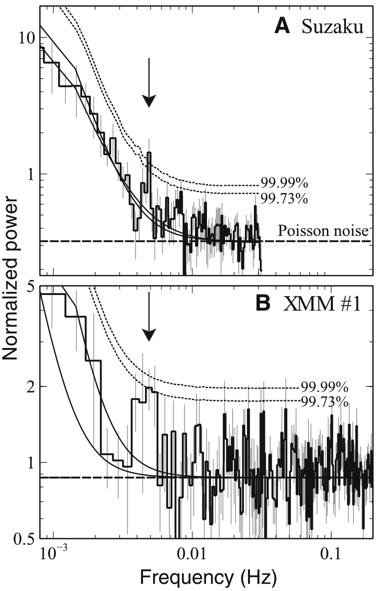 A Suzaku
10
1
99.99%
99.73%
Poisson noise
Normalized power
B XMM #1
5
2
1
0.5
99.99%
99.73%
10⁻³ 0.01 0.1
Frequency (Hz)